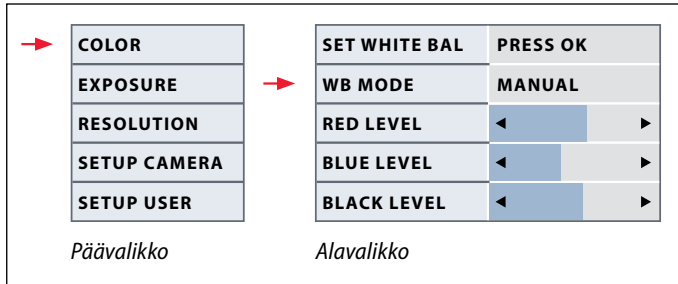 COLOR
EXPOSURE
RESOLUTION
SETUP CAMERA
SETUP USER
Päävalikko
SET WHITE BAL PRESS OK
WB MODE MANUAL
RED LEVEL
BLUE LEVEL
BLACK LEVEL
Alavalikko